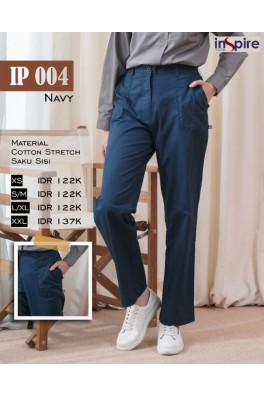 IP 004
inspire
NAVY
MATERIAL
COTTON STRETCH
SAKU SISI
XS IDR 122K
S/M IDR 122K
L/XL IDR 122K
XXL IDR 137K